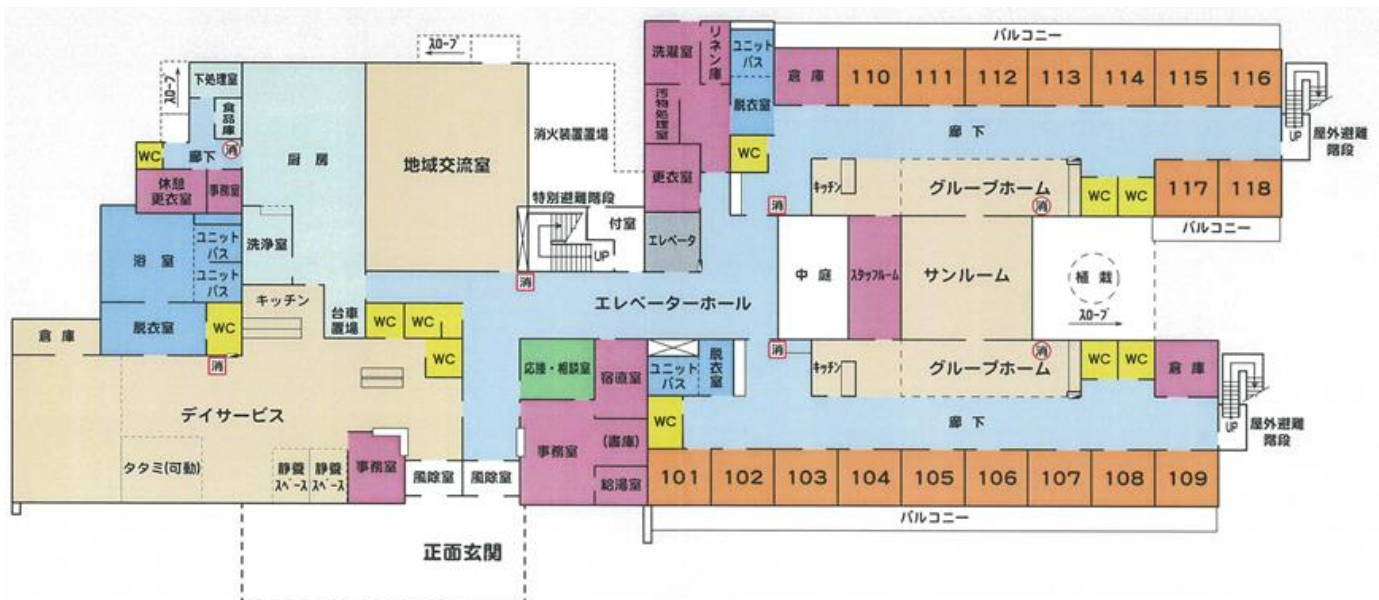 バルコニー
スロープ
洗濯室
リネン庫
ユニット
バス
倉庫
110
111
112
113
114
115
116
下処理室
スロープ
食品庫
汚物処理室
脱衣室
消火装置置場
廊下
UP
屋外避難
階段
WC
廊下
消
厨房
地域交流室
WC
休憩
更衣室
事務室
更衣室
キッチン
グループホーム
WC
WC
117
118
特別避難階段
付室
消
消
バルコニー
浴室
ユニット
バス
洗浄室
UP
エレベータ
中庭
スタッフルーム
サンルーム
植栽
ユニット
バス
消
キッチン
台車
置場
エレベーターホール
スロープ
脱衣室
WC
WC
WC
倉庫
消
WC
応接・相談室
宿直室
ユニット
バス
脱衣室
消
キッチン
グループホーム
消
WC
WC
倉庫
デイサービス
WC
廊下
UP
屋外避難
階段
タタミ(可動)
静養
スペース
静養
スペース
事務室
風除室
風除室
事務室
(書庫)
給湯室
101
102
103
104
105
106
107
108
109
バルコニー
正面玄関